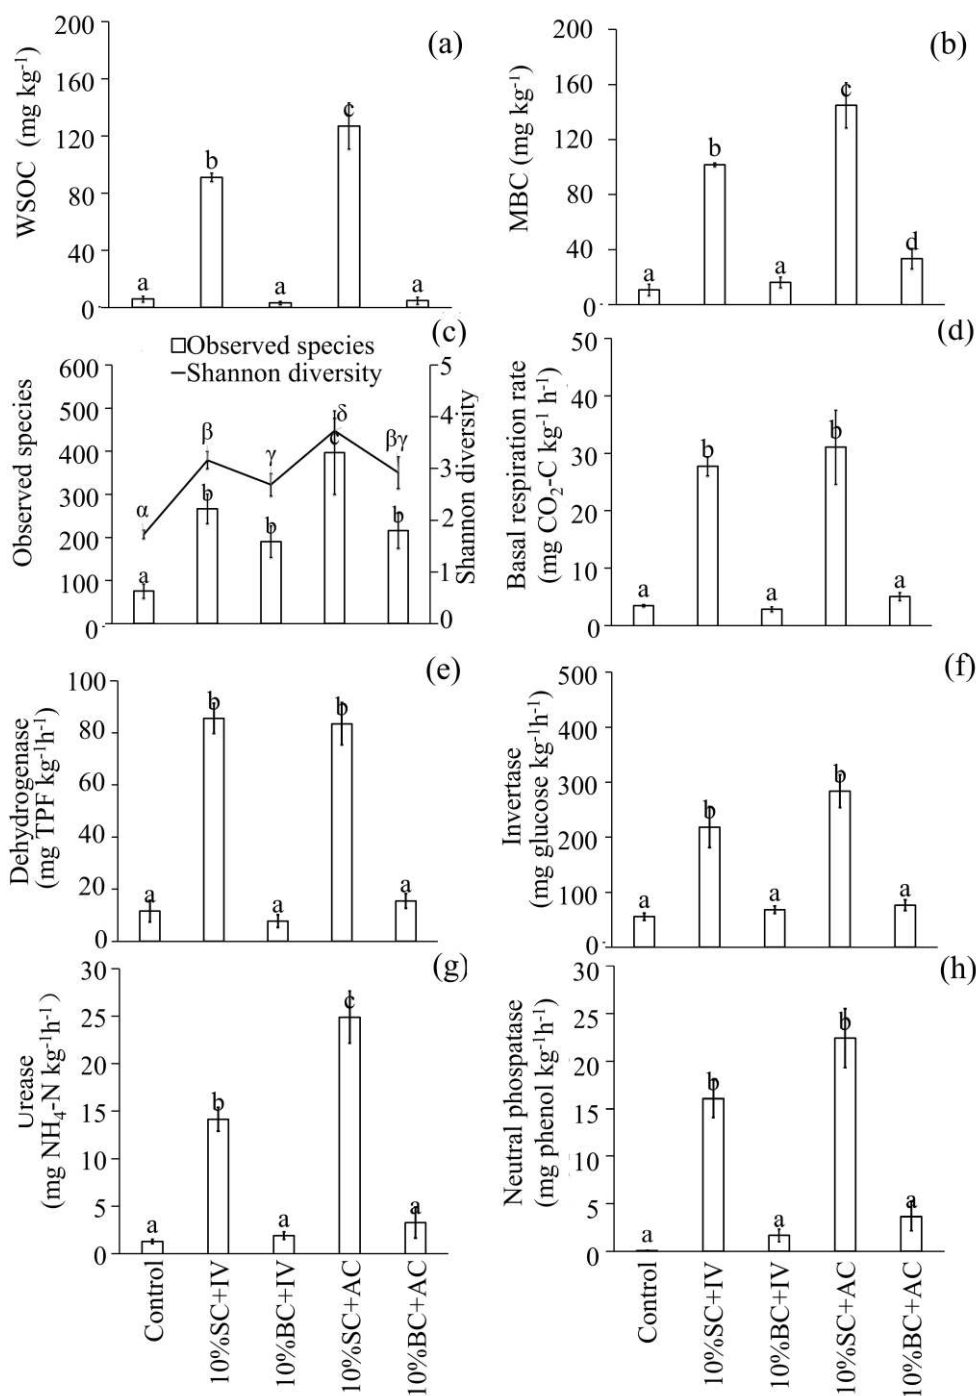 (a)
WSOC (mg kg-1)
200
160
120
80
40
0
a
b
a
c
a
(b)
MBC (mg kg-1)
200
160
120
80
40
0
a
b
a
c
d
(c)
Observed species
Shannon diversity
Observed species
600
500
400
300
200
100
0
Shannon diversity
5
4
3
2
1
0
α
β
γ
δ
βγ
a
b
b
c
b
(d)
Basal respiration rate
(mg CO2-C kg-1 h-1)
50
40
30
20
10
0
a
b
a
b
a
(e)
Dehydrogenase
(mg TPF kg-1h-1)
100
80
60
40
20
0
a
b
a
b
a
(f)
Invertase
(mg glucose kg-1h-1)
500
400
300
200
100
0
a
b
a
b
a
(g)
Urease
(mg NH4-N kg-1h-1)
30
25
20
15
10
5
0
a
b
a
c
a
Control
10%SC+IV
10%BC+IV
10%SC+AC
10%BC+AC
(h)
Neutral phospatase
(mg phenol kg-1h-1)
30
25
20
15
10
5
0
a
b
a
b
a
Control
10%SC+IV
10%BC+IV
10%SC+AC
10%BC+AC